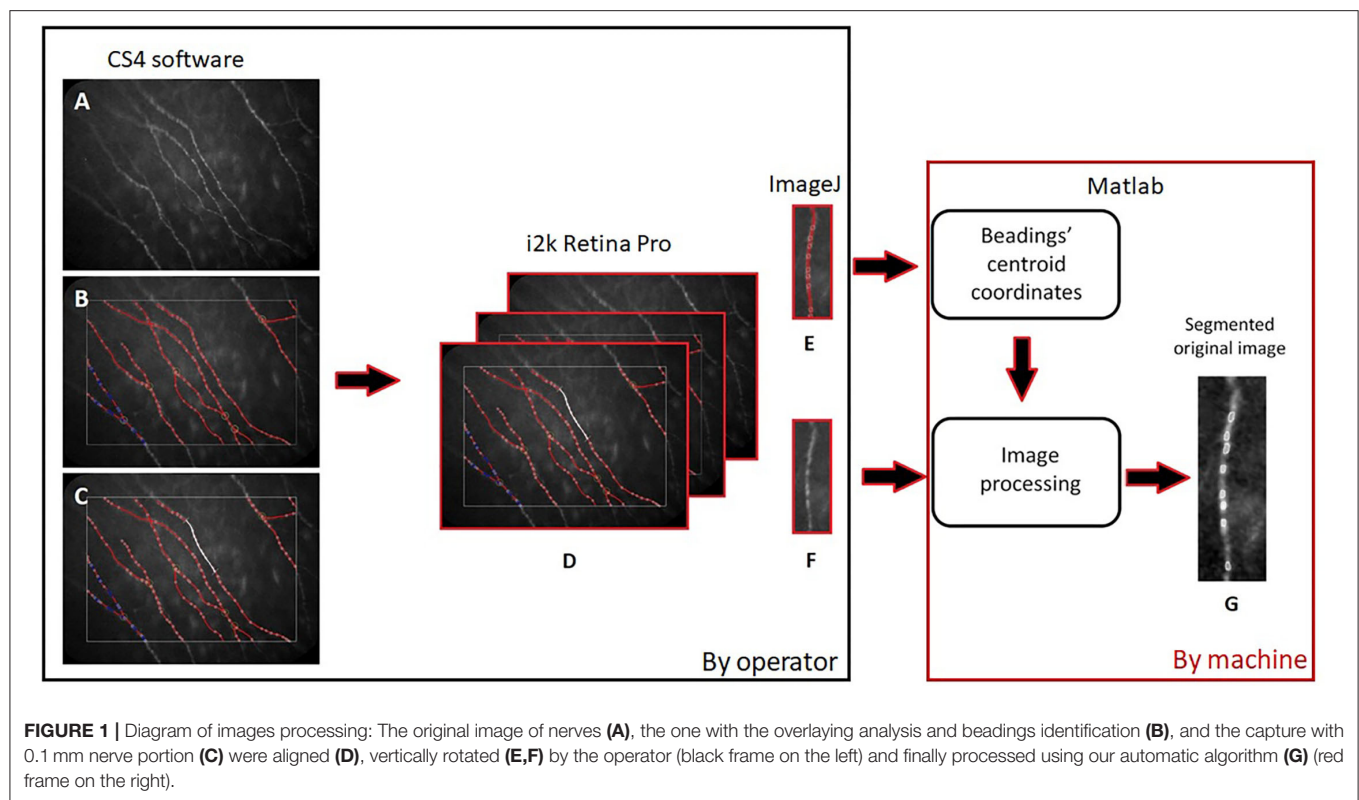 CS4 software
A
B
C
i2k Retina Pro
D
ImageJ
E
F
By operator
Matlab
Beadings'
centroid
coordinates
Image
processing
Segmented
original image
G
By machine
FIGURE 1 | Diagram of images processing: The original image of nerves (A), the one with the overlaying analysis and beadings identification (B), and the capture with
0.1 mm nerve portion (C) were aligned (D), vertically rotated (E,F) by the operator (black frame on the left) and finally processed using our automatic algorithm (G) (red
frame on the right).